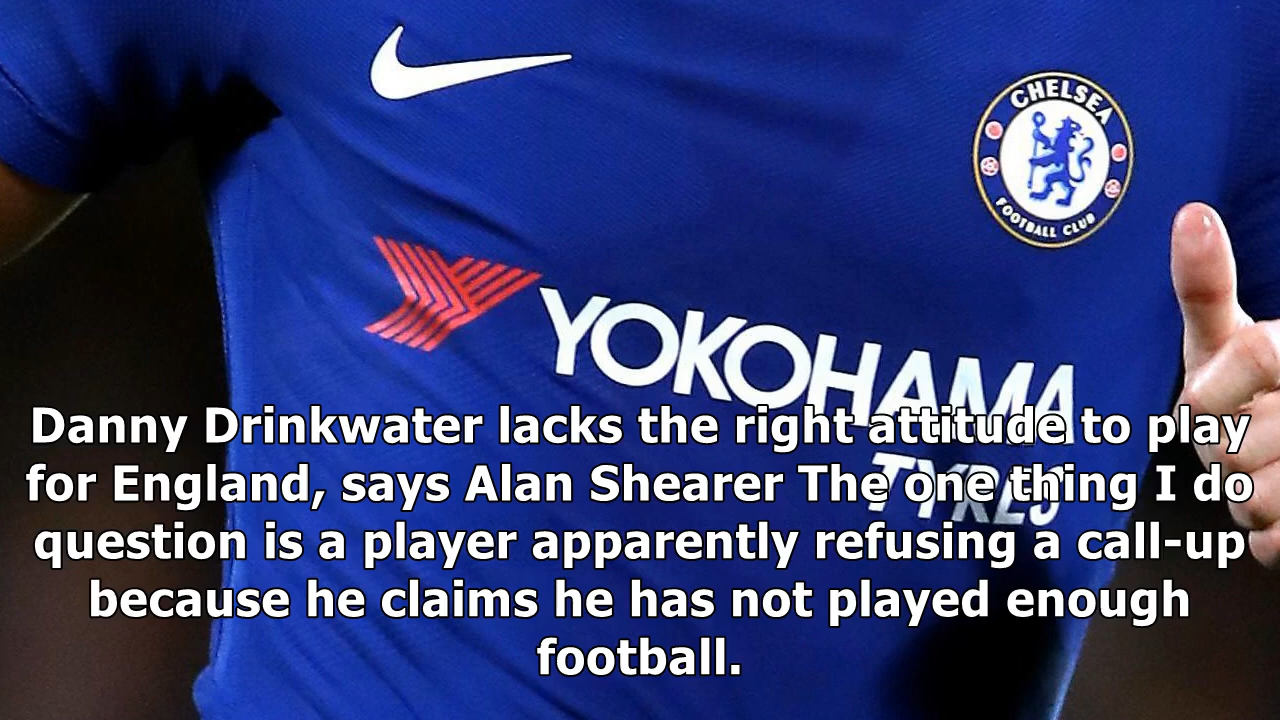 CHELSEA
FOOTBALL CLUB
YOKOHAMA
TYRES
Danny Drinkwater lacks the right attitude to play
for England, says Alan Shearer The one thing I do
question is a player apparently refusing a call-up
because he claims he has not played enough
football.